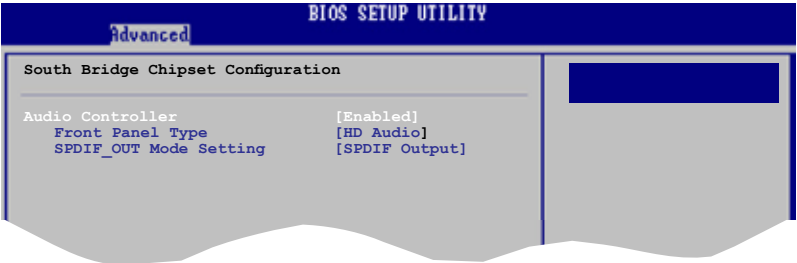 BIOS SETUP UTILITY
Advanced
South Bridge Chipset Configuration
Audio Controller [Enabled]
Front Panel Type [HD Audio]
SPDIF_OUT Mode Setting [SPDIF Output]